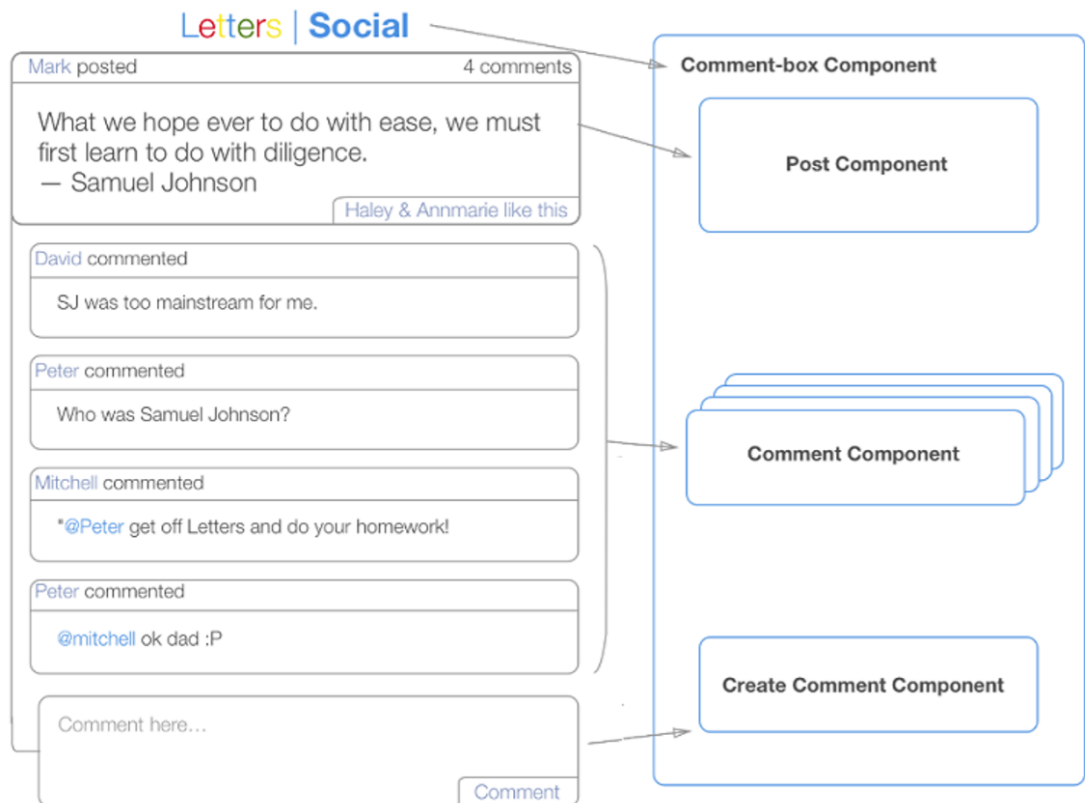 Letters | Social
Mark posted
4 comments
What we hope ever to do with ease, we must
first learn to do with diligence.
— Samuel Johnson
Haley & Annmarie like this
David commented
SJ was too mainstream for me.
Peter commented
Who was Samuel Johnson?
Mitchell commented
"@Peter get off Letters and do your homework!
Peter commented
@mitchell ok dad :P
Comment here...
Comment
Comment-box Component
Post Component
Comment Component
Create Comment Component